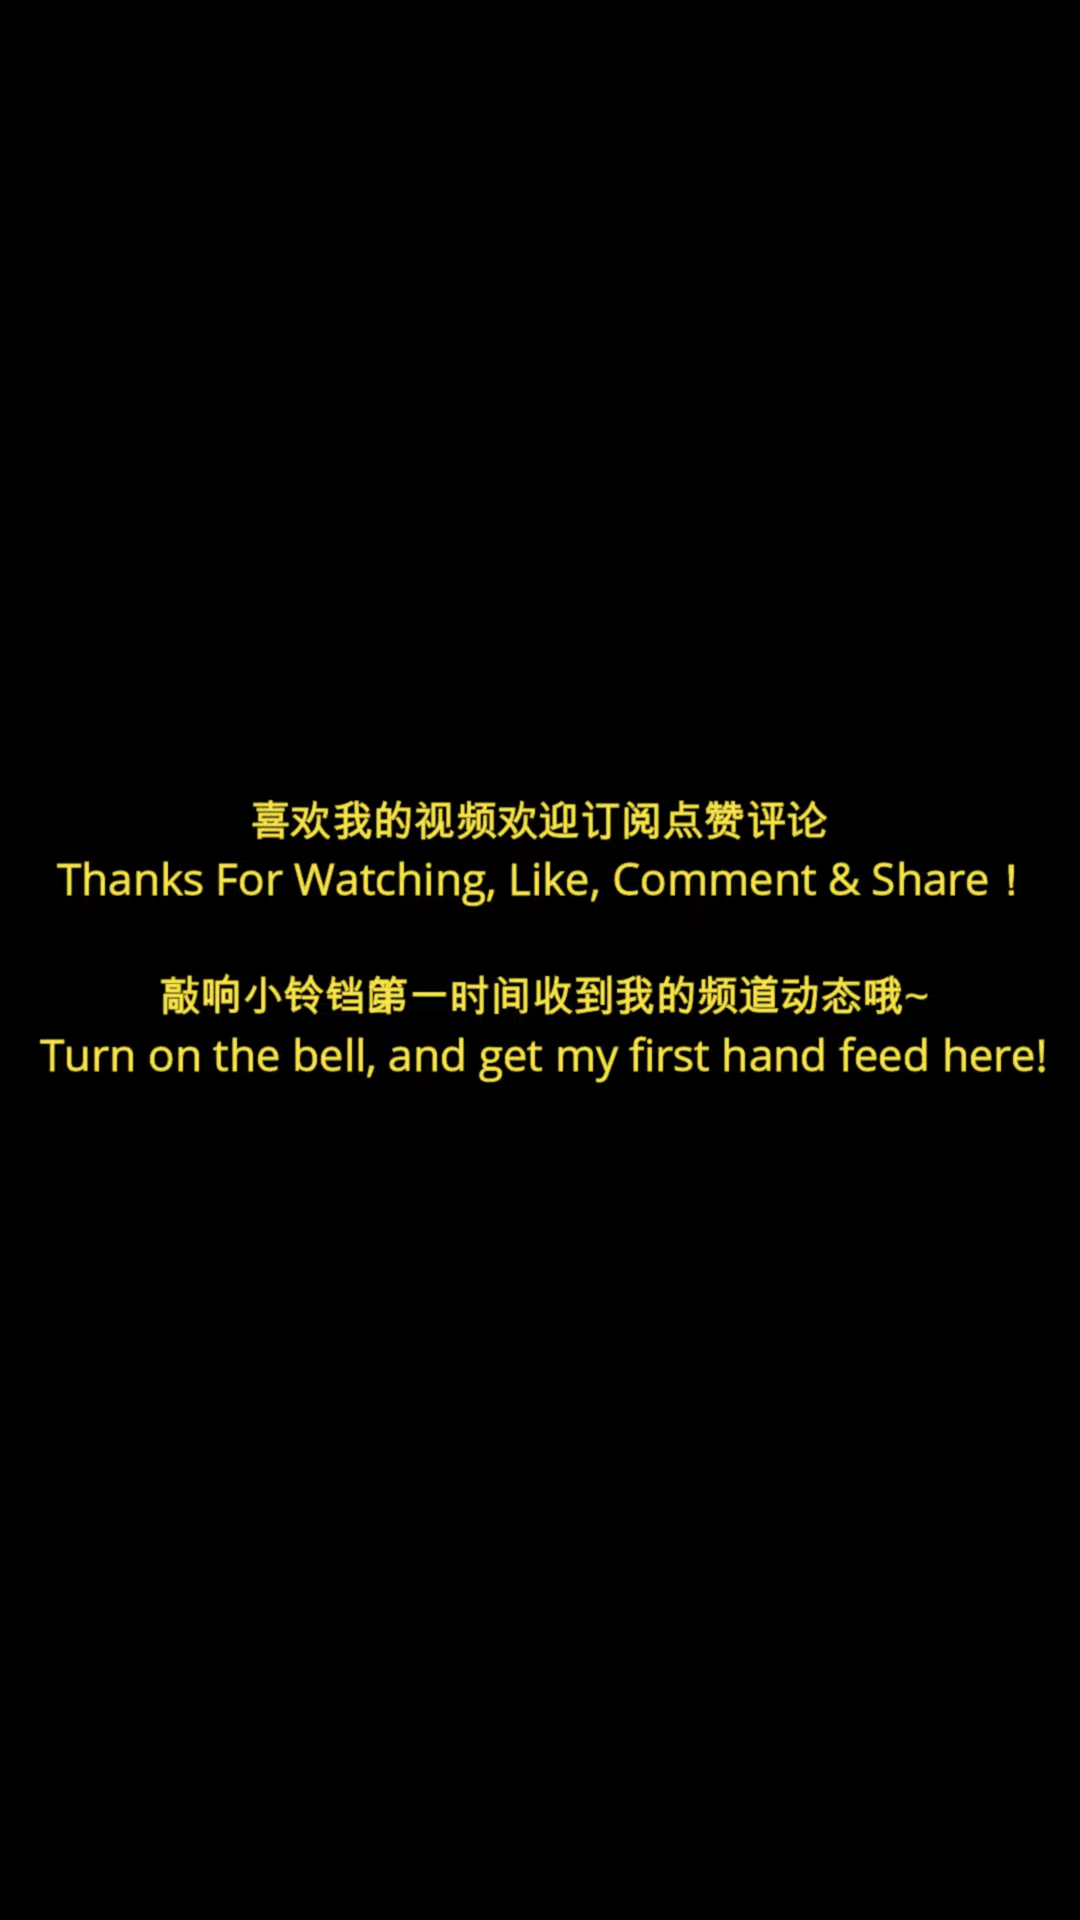 喜欢我的视频欢迎订阅点赞评论
Thanks For Watching, Like, Comment & Share！
敲响小铃铛第一时间收到我的频道动态哦~
Turn on the bell, and get my first hand feed here!